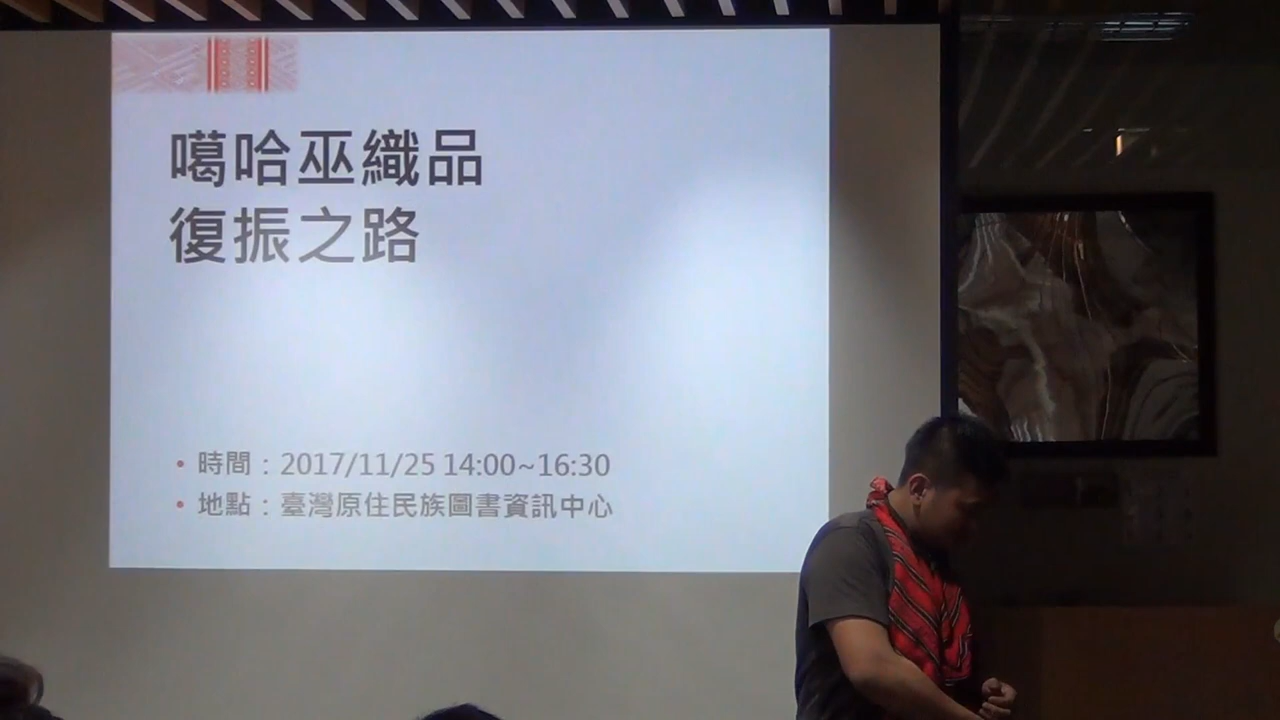 噶哈巫織品
復振之路
• 時間：2017/11/25 14:00~16:30
• 地點：臺灣原住民族圖書資訊中心